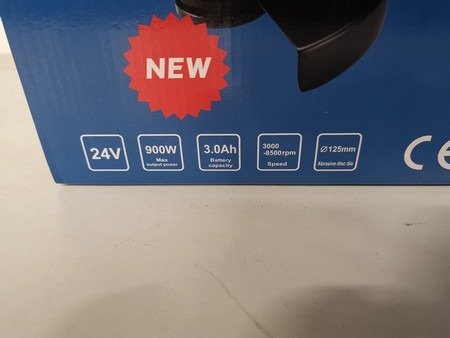 NEW
24V
900W
Max
output power
3.0Ah
Battery
capacity
3000
-8500rpm
Speed
Ø125mm
Abrasive disc dia
CE